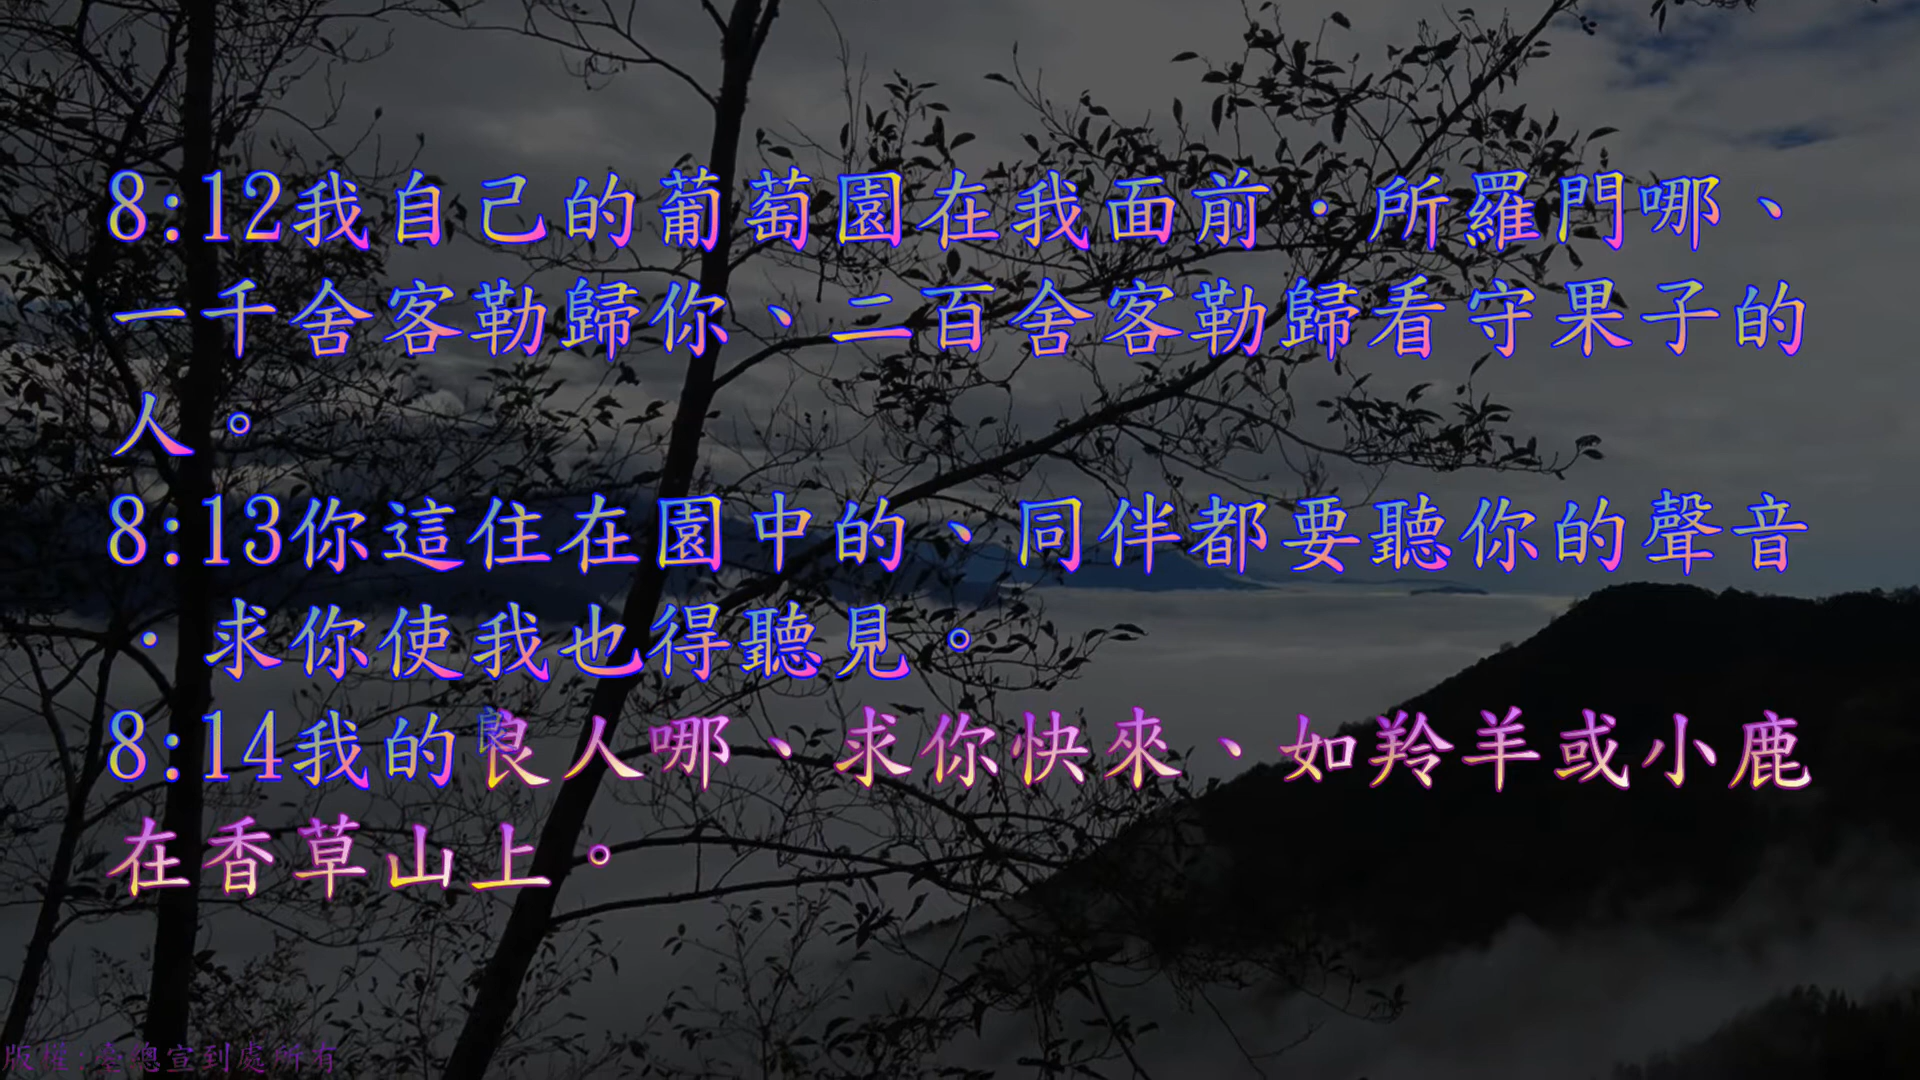 8:12我自己的葡萄園在我面前．所羅門哪、
一千舍客勒歸你、二百舍客勒歸看守果子的
人。
8:13你這住在園中的、同伴都要聽你的聲音
．求你使我也得聽見。
8:14我的良人哪、求你快來、如羚羊或小鹿
在香草山上。
版權:臺總宣到處所有